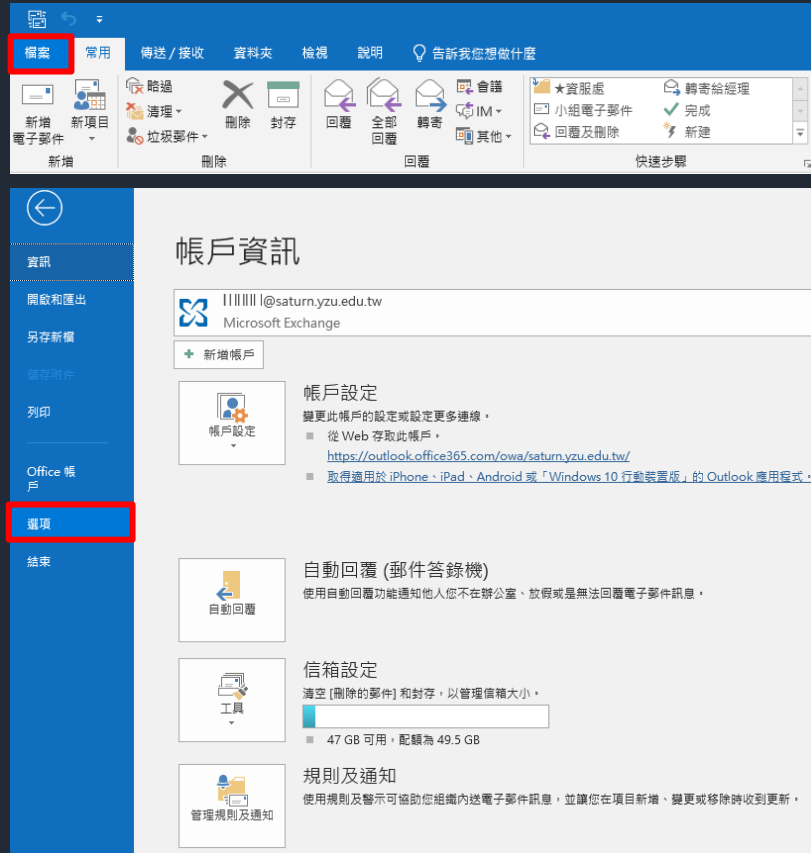 檔案 常用 傳送 / 接收 資料夾 檢視 說明 告訴我您想做什麼
新增
電子郵件
新項目
略過
清理
垃圾郵件
刪除
封存
回覆
全部
回覆
轉寄
會議
IM
其他
★資服處
小組電子郵件
回覆及刪除
轉寄給經理
完成
新建
新增 刪除 回覆 快速步驟
資訊
開啟和匯出
另存新檔
儲存附件
列印
Office 帳
戶
選項
結束
帳戶資訊
@saturn.yzu.edu.tw
Microsoft Exchange
新增帳戶
帳戶設定
帳戶設定
變更此帳戶的設定或設定更多連線。
從 Web 存取此帳戶。
https://outlook.office365.com/owa/saturn.yzu.edu.tw/
取得適用於 iPhone、iPad、Android 或「Windows 10 行動裝置版」的 Outlook 應用程式。
自動回覆
自動回覆 (郵件答錄機)
使用自動回覆功能通知他人您不在辦公室、放假或是無法回覆電子郵件訊息。
工具
信箱設定
清空 [刪除的郵件] 和封存，以管理信箱大小。
47 GB 可用，配額為 49.5 GB
管理規則及通知
規則及通知
使用規則及警示可協助您組織內送電子郵件訊息，並讓您在項目新增、變更或移除時收到更新。